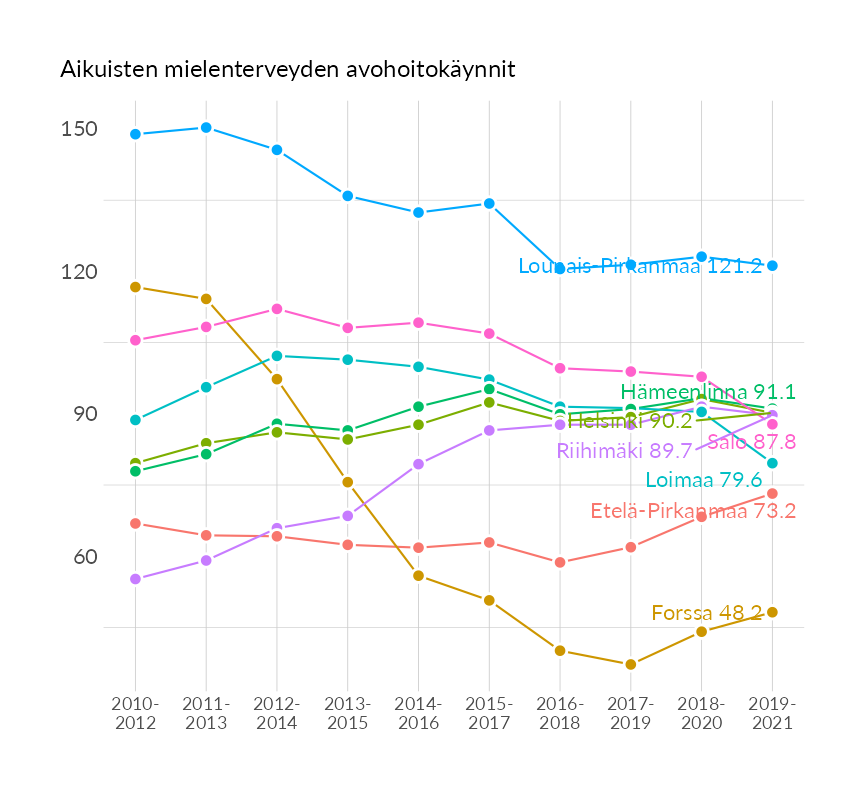 Aikuisten mielenterveyden avohoitokäynnit
150
120
90
60
Lounais-Pirkanmaa 121.2
Hämeenlinna 91.1
Helsinki 90.2
Salo 87.8
Riihimäki 89.7
Loimaa 79.6
Etelä-Pirkanmaa 73.2
Forssa 48.2
2010-
2012
2011-
2013
2012-
2014
2013-
2015
2014-
2016
2015-
2017
2016-
2018
2017-
2019
2018-
2020
2019-
2021